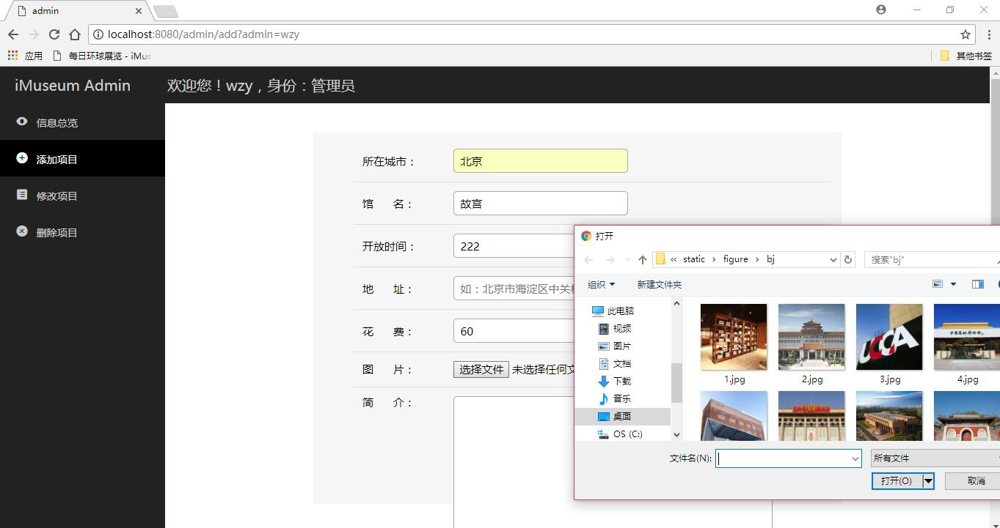 admin
localhost:8080/admin/add?admin=wzy
应用
每日环球展览 - iMus
其他书签
iMuseum Admin
欢迎您！wzy，身份：管理员
信息总览
添加项目
修改项目
删除项目
所在城市：
北京
馆 名：
故宫
开放时间：
222
地 址：
如：北京市海淀区中关村
花 费：
60
图 片：
选择文件 未选择任何文
简 介：
打开
« static › figure › bj
搜索"bj"
组织
新建文件夹
此电脑
视频
图片
文档
下载
音乐
桌面
OS (C:)
UCCA
1.jpg
2.jpg
3.jpg
4.jpg
文件名(N):
所有文件
打开(O)
取消